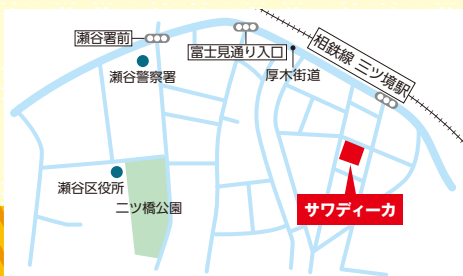 瀬谷署前
富士見通り入口
相鉄線 三ツ境駅
厚木街道
瀬谷警察署
瀬谷区役所
二ツ橋公園
サワディーカ